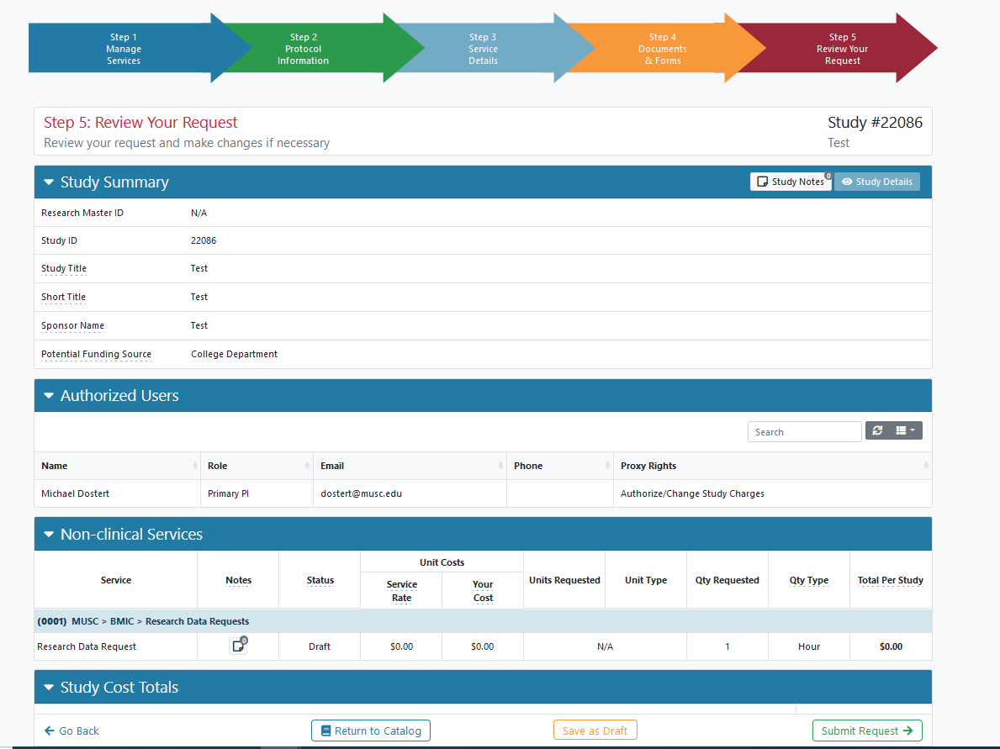 Step 1
Manage
Services
Step 2
Protocol
Information
Step 3
Service
Details
Step 4
Documents
& Forms
Step 5
Review Your
Request
Step 5: Review Your Request
Study #22086
Review your request and make changes if necessary
Test
Study Summary
Study Notes 0
Study Details
Research Master ID N/A
Study ID 22086
Study Title Test
Short Title Test
Sponsor Name Test
Potential Funding Source College Department
Authorized Users
Search
Name Role Email Phone Proxy Rights
Michael Dostert Primary PI dostert@musc.edu Authorize/Change Study Charges
Non-clinical Services
Unit Costs
Service Notes Status Service Rate Your Cost Units Requested Unit Type Qty Requested Qty Type Total Per Study
(0001) MUSC > BMIC > Research Data Requests
Research Data Request 0 Draft $0.00 $0.00 N/A 1 Hour $0.00
Study Cost Totals
Go Back Return to Catalog Save as Draft Submit Request